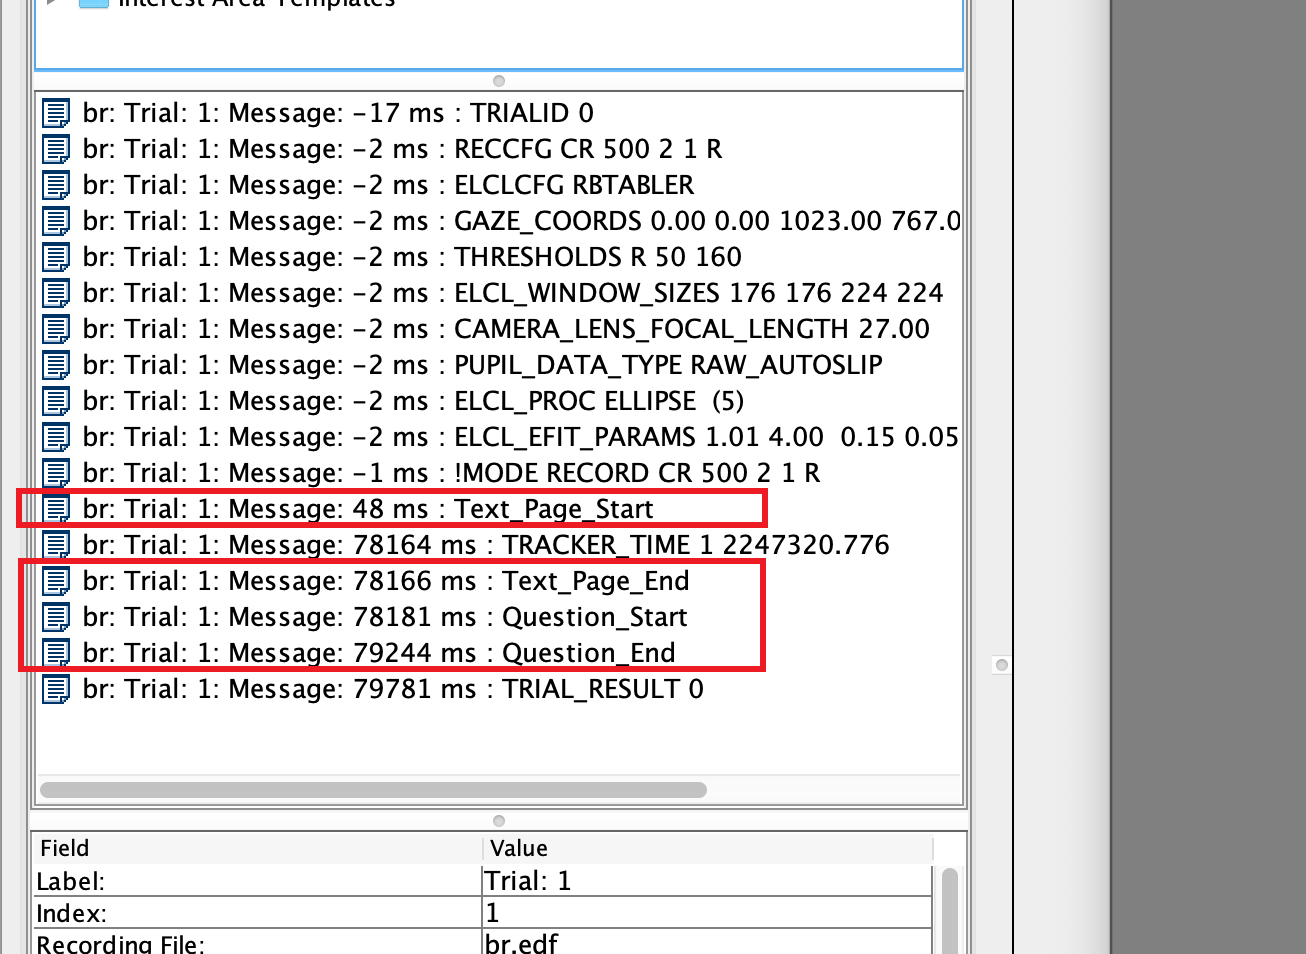 Interest Area Templates
br: Trial: 1: Message: -17 ms : TRIALID 0
br: Trial: 1: Message: -2 ms : RECCFG CR 500 2 1 R
br: Trial: 1: Message: -2 ms : ELCLCFG RBTABLER
br: Trial: 1: Message: -2 ms : GAZE_COORDS 0.00 0.00 1023.00 767.0
br: Trial: 1: Message: -2 ms : THRESHOLDS R 50 160
br: Trial: 1: Message: -2 ms : ELCL_WINDOW_SIZES 176 176 224 224
br: Trial: 1: Message: -2 ms : CAMERA_LENS_FOCAL_LENGTH 27.00
br: Trial: 1: Message: -2 ms : PUPIL_DATA_TYPE RAW_AUTOSLIP
br: Trial: 1: Message: -2 ms : ELCL_PROC ELLIPSE  (5)
br: Trial: 1: Message: -2 ms : ELCL_EFIT_PARAMS 1.01 4.00  0.15 0.05
br: Trial: 1: Message: -1 ms : !MODE RECORD CR 500 2 1 R
br: Trial: 1: Message: 48 ms : Text_Page_Start
br: Trial: 1: Message: 78164 ms : TRACKER_TIME 1 2247320.776
br: Trial: 1: Message: 78166 ms : Text_Page_End
br: Trial: 1: Message: 78181 ms : Question_Start
br: Trial: 1: Message: 79244 ms : Question_End
br: Trial: 1: Message: 79781 ms : TRIAL_RESULT 0
Field Value
Label: Trial: 1
Index: 1
Recording File: br.edf